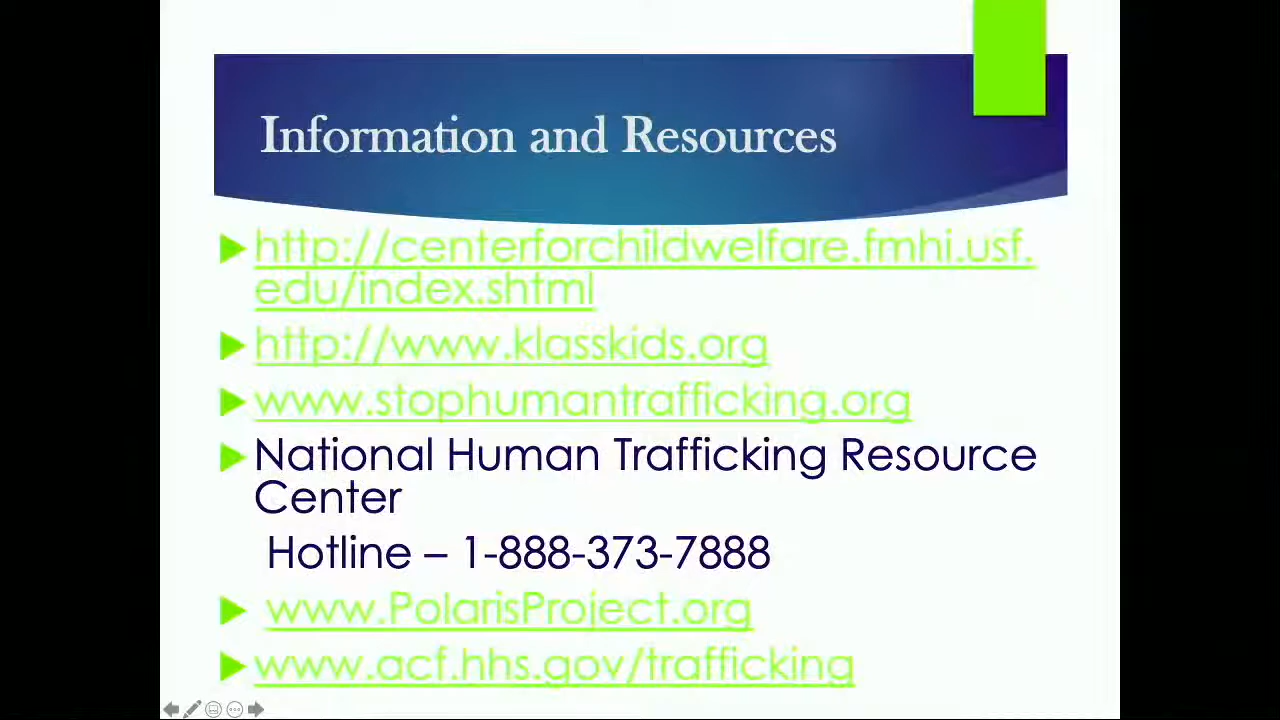 Information and Resources
http://centerforchildwelfare.fmhi.usf.
edu/index.shtml
http://www.klasskids.org
www.stophumantrafficking.org
National Human Trafficking Resource
Center
Hotline – 1-888-373-7888
www.PolarisProject.org
www.acf.hhs.gov/trafficking